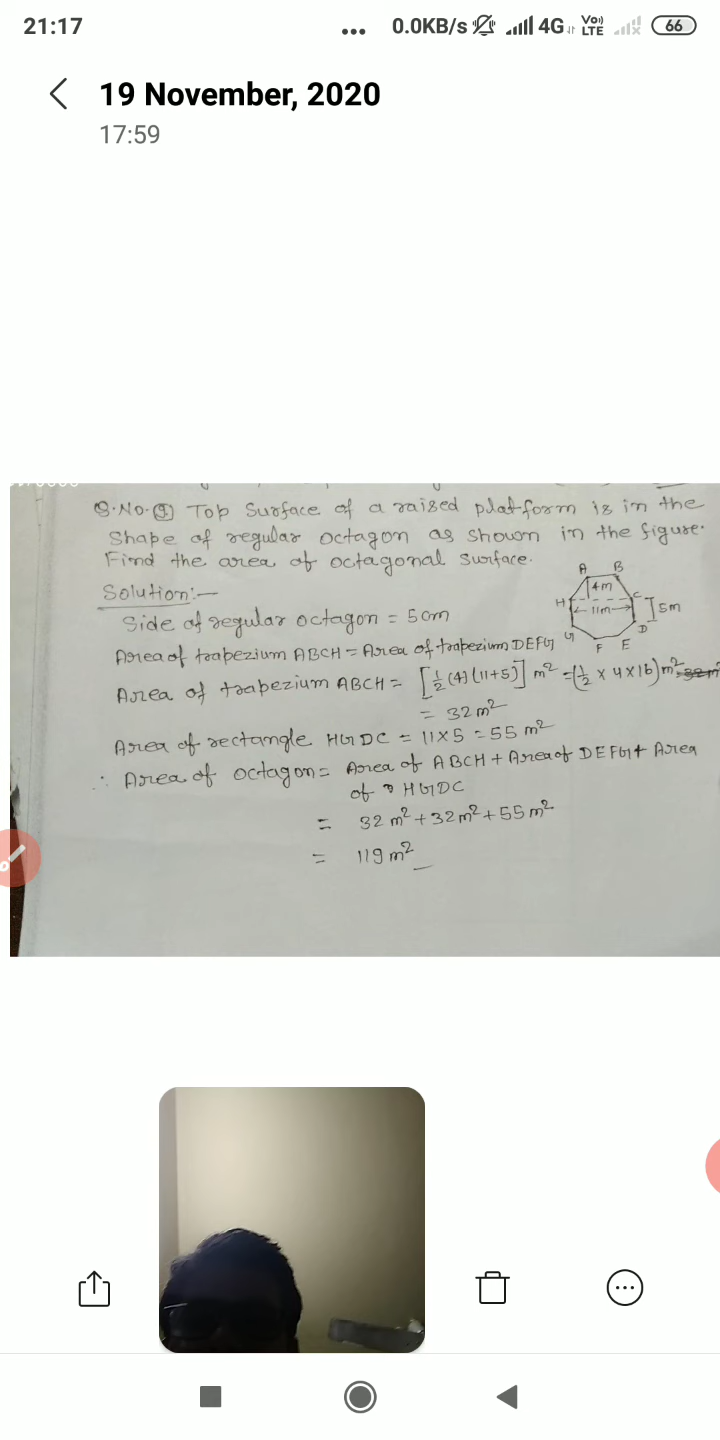 21:17
... 0.0KB/s 4G Vo)) LTE 66
19 November, 2020
17:59
Q.No.(9) Top Surface of a raised platform is in the
Shape of regular octagon as shown in the figure.
Find the area of octagonal surface.
A B
Solution:—
4m
H 11m C 5m
Side of regular octagon = 5cm
G D
F E
Area of trapezium ABCH = Area of trapezium DEFG
Area of trapezium ABCH = [½ (4) (11+5)] m² = (½ x 4 x 16) m² = 32m²
= 32 m²
Area of rectangle HGDC = 11x5 = 55 m²
∴ Area of octagon = Area of ABCH + Area of DEFG + Area
of HGDC
= 32 m² + 32 m² + 55 m²
= 119 m²